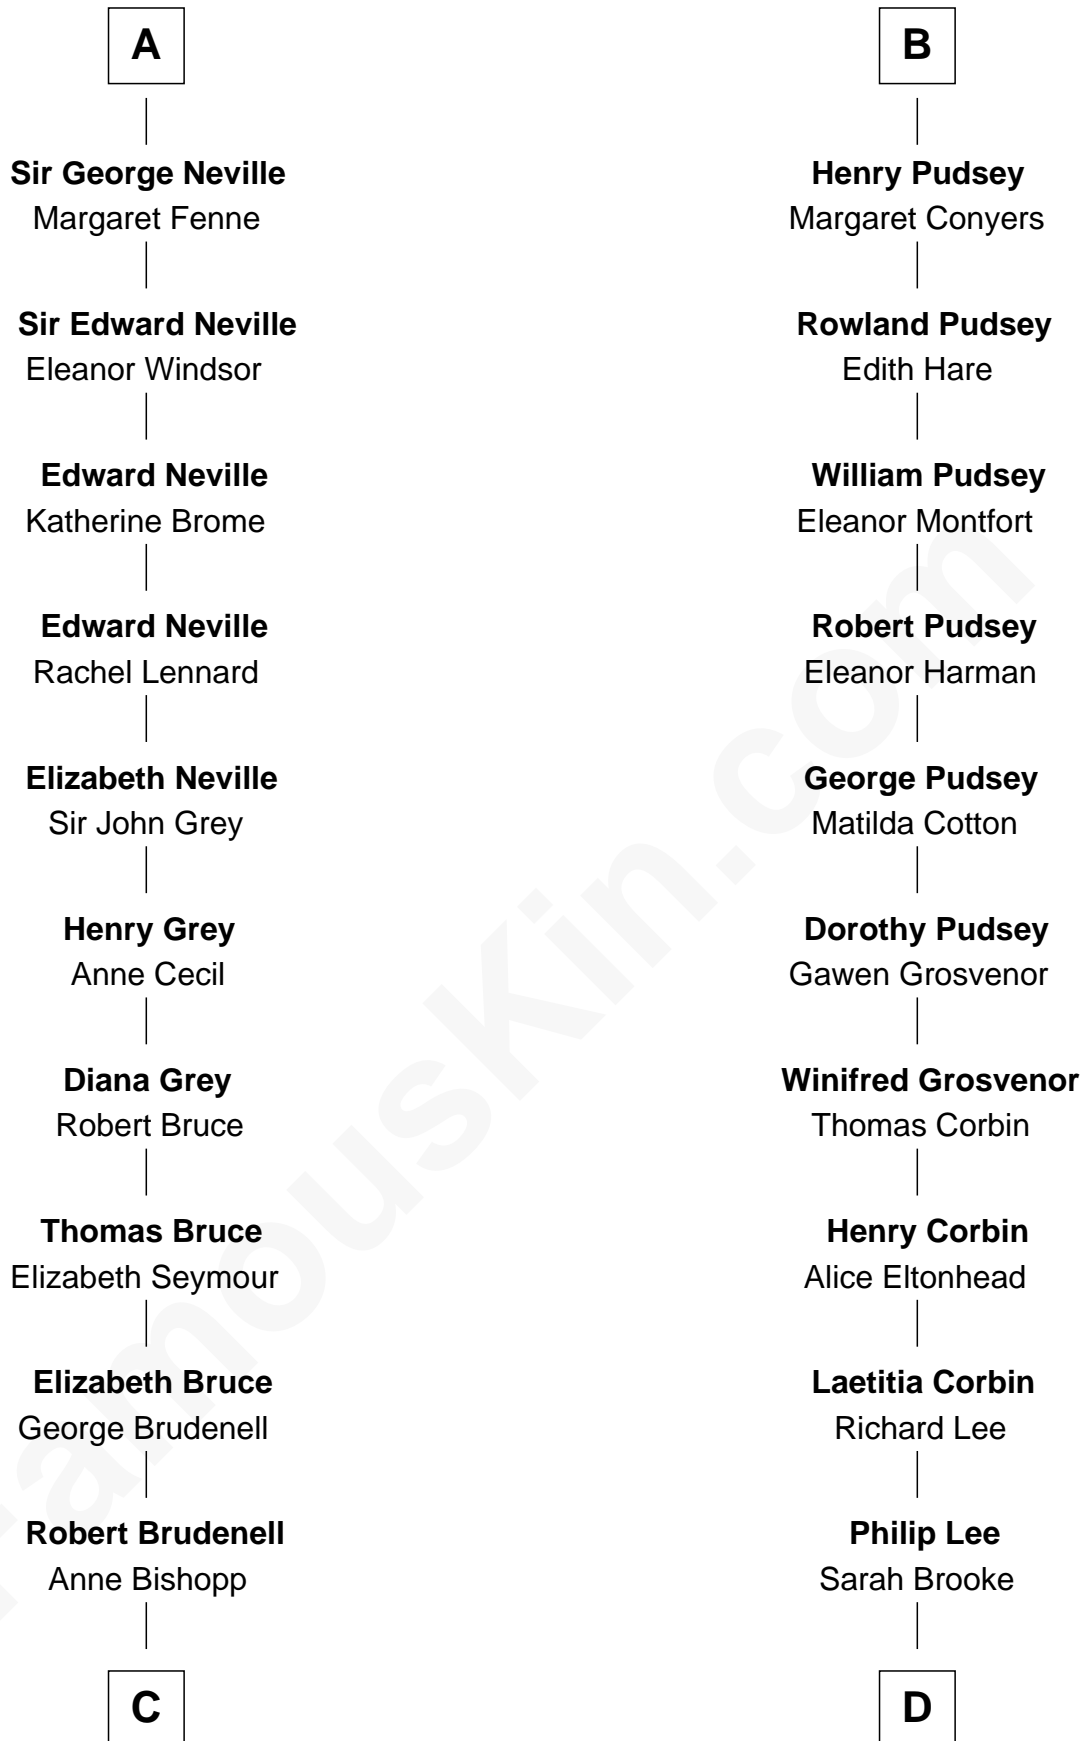 A
B
Sir George Neville
Margaret Fenne
Henry Pudsey
Margaret Conyers
Sir Edward Neville
Eleanor Windsor
Rowland Pudsey
Edith Hare
Edward Neville
Katherine Brome
William Pudsey
Eleanor Montfort
Edward Neville
Rachel Lennard
Robert Pudsey
Eleanor Harman
Elizabeth Neville
Sir John Grey
George Pudsey
Matilda Cotton
Henry Grey
Anne Cecil
Dorothy Pudsey
Gawen Grosvenor
Diana Grey
Robert Bruce
Winifred Grosvenor
Thomas Corbin
Thomas Bruce
Elizabeth Seymour
Henry Corbin
Alice Eltonhead
Elizabeth Bruce
George Brudenell
Laetitia Corbin
Richard Lee
Robert Brudenell
Anne Bishopp
Philip Lee
Sarah Brooke
C
D
FamousKin.com